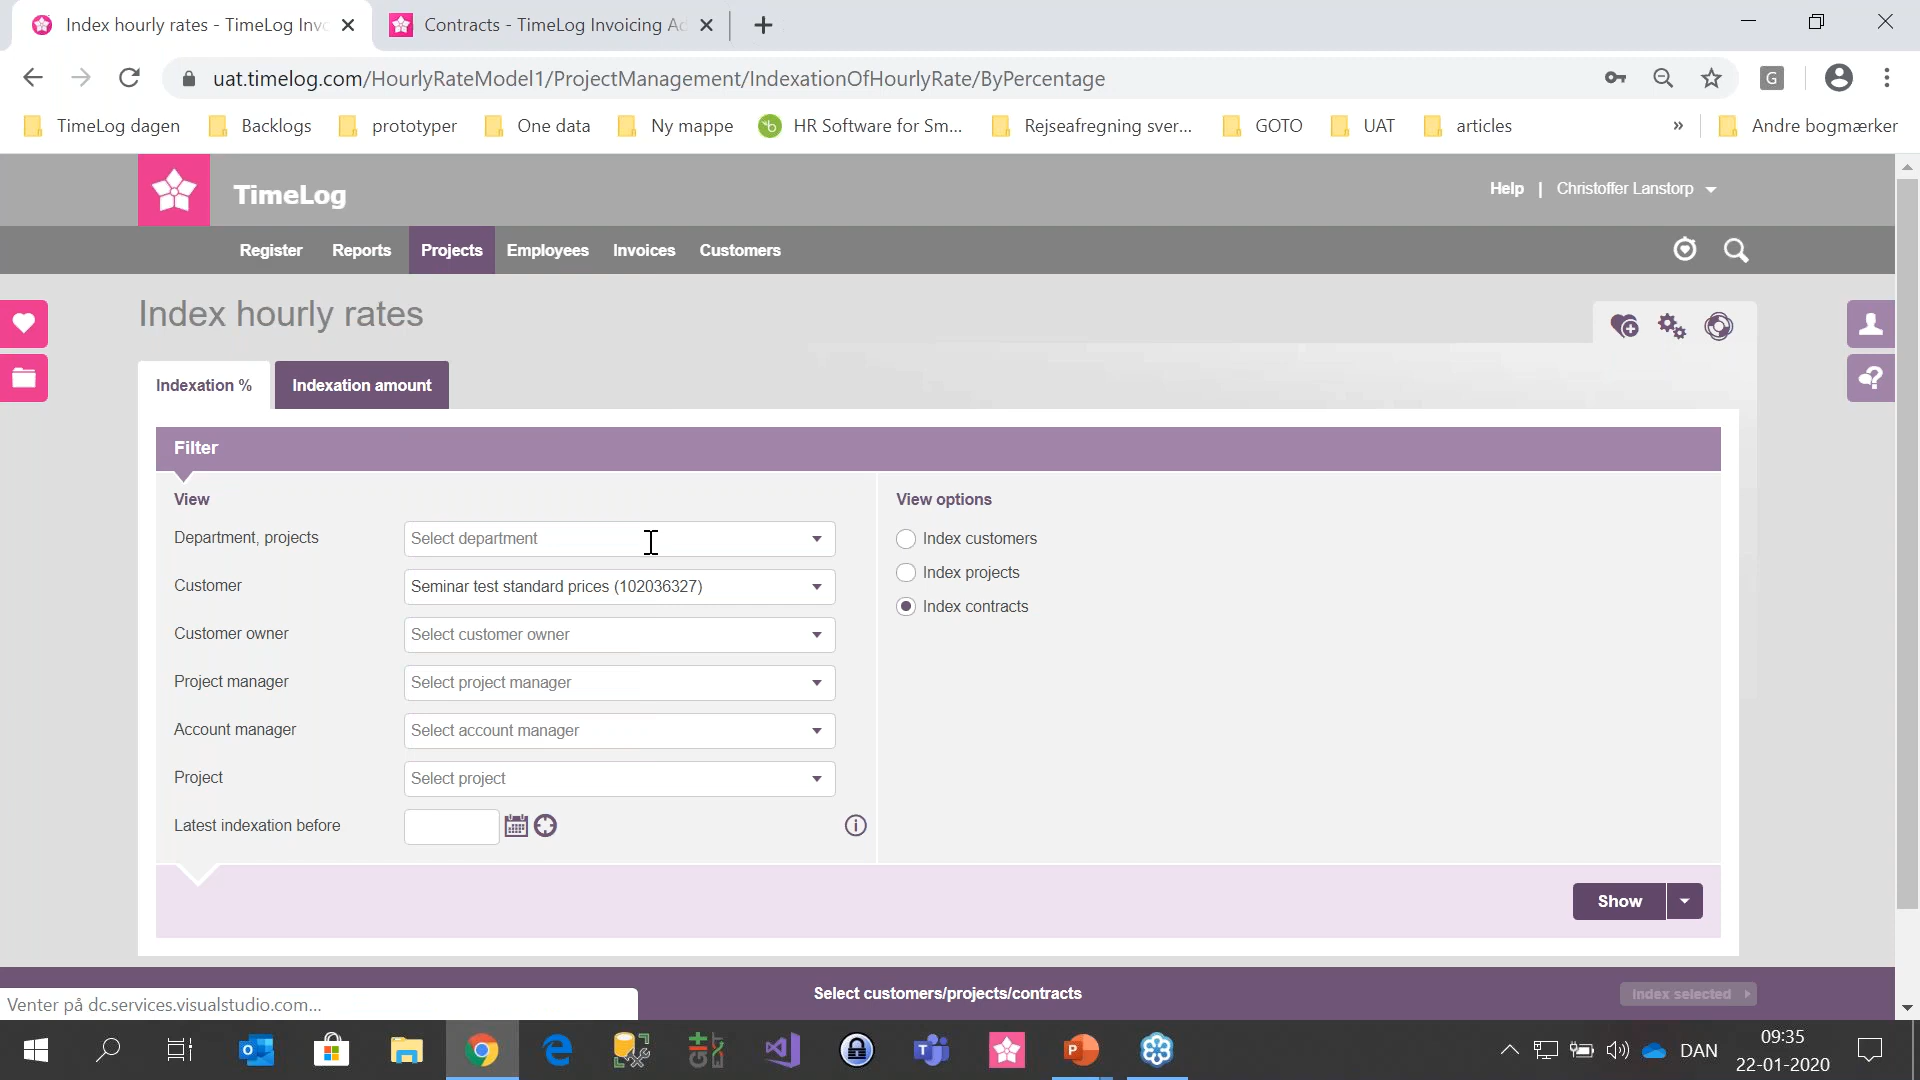 Index hourly rates - TimeLog Inv
Contracts - TimeLog Invoicing Ad
uat.timelog.com/HourlyRateModel1/ProjectManagement/IndexationOfHourlyRate/ByPercentage
G
TimeLog dagen
Backlogs
prototyper
One data
Ny mappe
HR Software for Sm...
Rejseafregning sver...
GOTO
UAT
articles
»
Andre bogmærker
TimeLog
Help | Christoffer Lanstorp
Register
Reports
Projects
Employees
Invoices
Customers
Index hourly rates
Indexation %
Indexation amount
Filter
View
View options
Department, projects
Select department
Index customers
Customer
Seminar test standard prices (102036327)
Index projects
Index contracts
Customer owner
Select customer owner
Project manager
Select project manager
Account manager
Select account manager
Project
Select project
Latest indexation before
Show
Select customers/projects/contracts
Index selected
Venter på dc.services.visualstudio.com...
DAN
09:35
22-01-2020